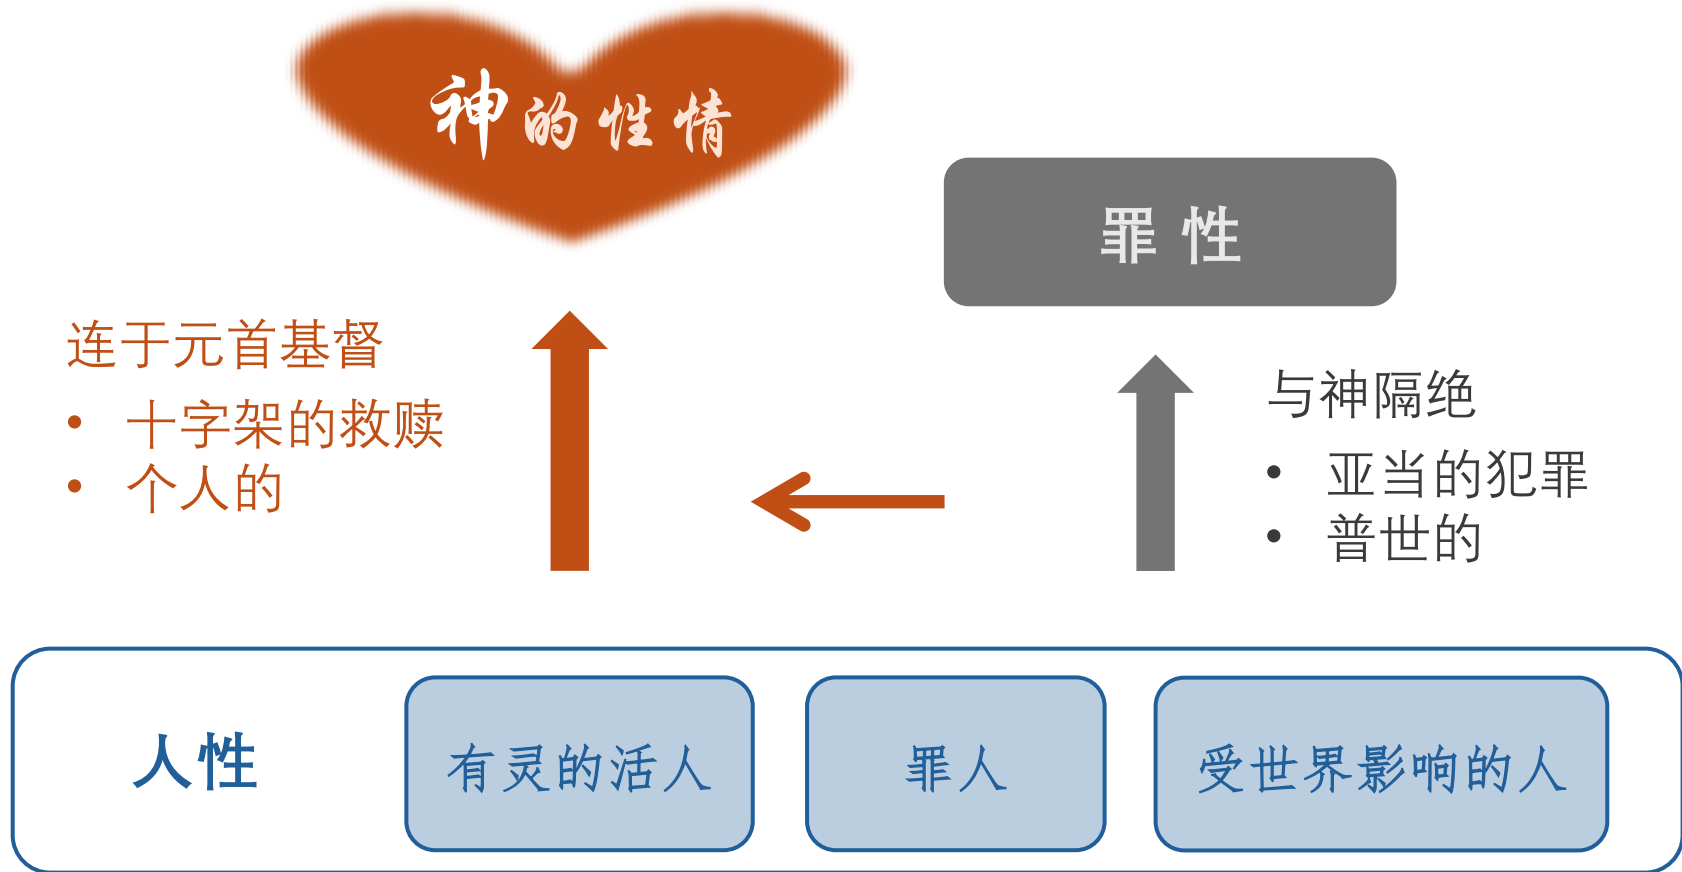 神的性情
罪性
连于元首基督
• 十字架的救赎
• 个人的
与神隔绝
• 亚当的犯罪
• 普世的
人性
有灵的活人
罪人
受世界影响的人